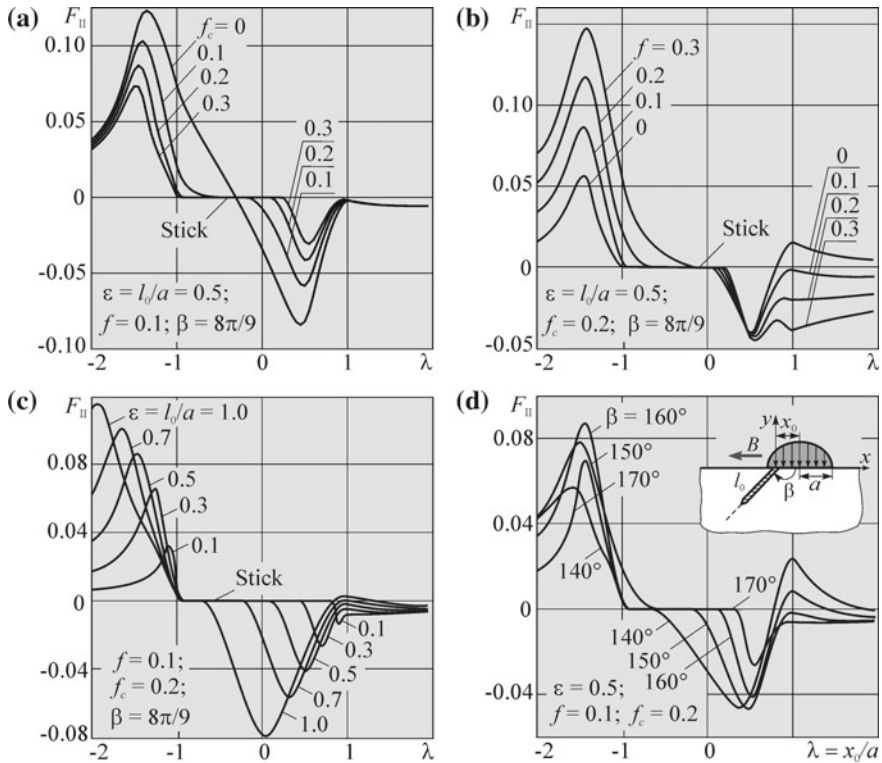 (a)
F_II
f_c = 0
0.1
0.2
0.3
0.10
0.05
0
-0.05
-0.10
0.3
0.2
0.1
Stick
ε = l_0/a = 0.5;
f = 0.1; β = 8π/9
-2
-1
0
1
λ
(b)
F_II
f = 0.3
0.2
0.1
0
0.10
0.05
0
-0.05
Stick
0
0.1
0.2
0.3
ε = l_0/a = 0.5;
f_c = 0.2; β = 8π/9
-2
-1
0
1
λ
(c)
F_II
ε = l_0/a = 1.0
0.7
0.5
0.3
0.1
0.08
0.04
0
-0.04
-0.08
Stick
0.1
0.3
0.5
0.7
1.0
f = 0.1;
f_c = 0.2;
β = 8π/9
-2
-1
0
1
λ
(d)
F_II
β = 160°
150°
170°
140°
0.08
0.04
0
-0.04
y
x_0
B
x
l_0
β
a
170°
140°
150°
160°
ε = 0.5;
f = 0.1; f_c = 0.2
-2
-1
0
1
λ = x_0/a